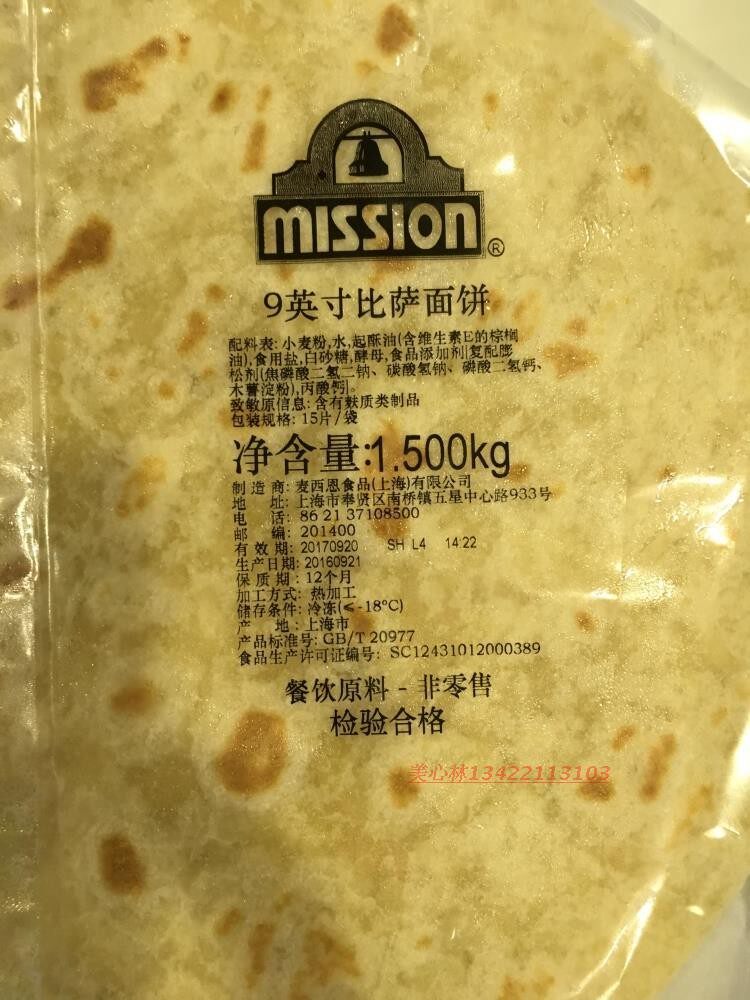 MISSION®
9英寸比萨面饼
配料表: 小麦粉,水,起酥油(含维生素E的棕榈
油),食用盐,白砂糖,酵母,食品添加剂[复配膨
松剂(焦磷酸二氢二钠、碳酸氢钠、磷酸二氢钙、
木薯淀粉),丙酸钙]。
致敏原信息: 含有麸质类制品
包装规格: 15片/袋
净含量:1.500kg
制 造 商: 麦西恩食品(上海)有限公司
地 址: 上海市奉贤区南桥镇五星中心路933号
电 话: 86 21 37108500
邮 编: 201400
有 效 期: 20170920 SH L4 14:22
生产日期: 20160921
保 质 期 : 12个月
加工方式: 热加工
储存条件: 冷冻(≤-18°C)
产 地 : 上海市
产品标准号: GB/T 20977
食品生产许可证编号: SC12431012000389
餐饮原料 - 非零售
检验合格
美心林13422113103